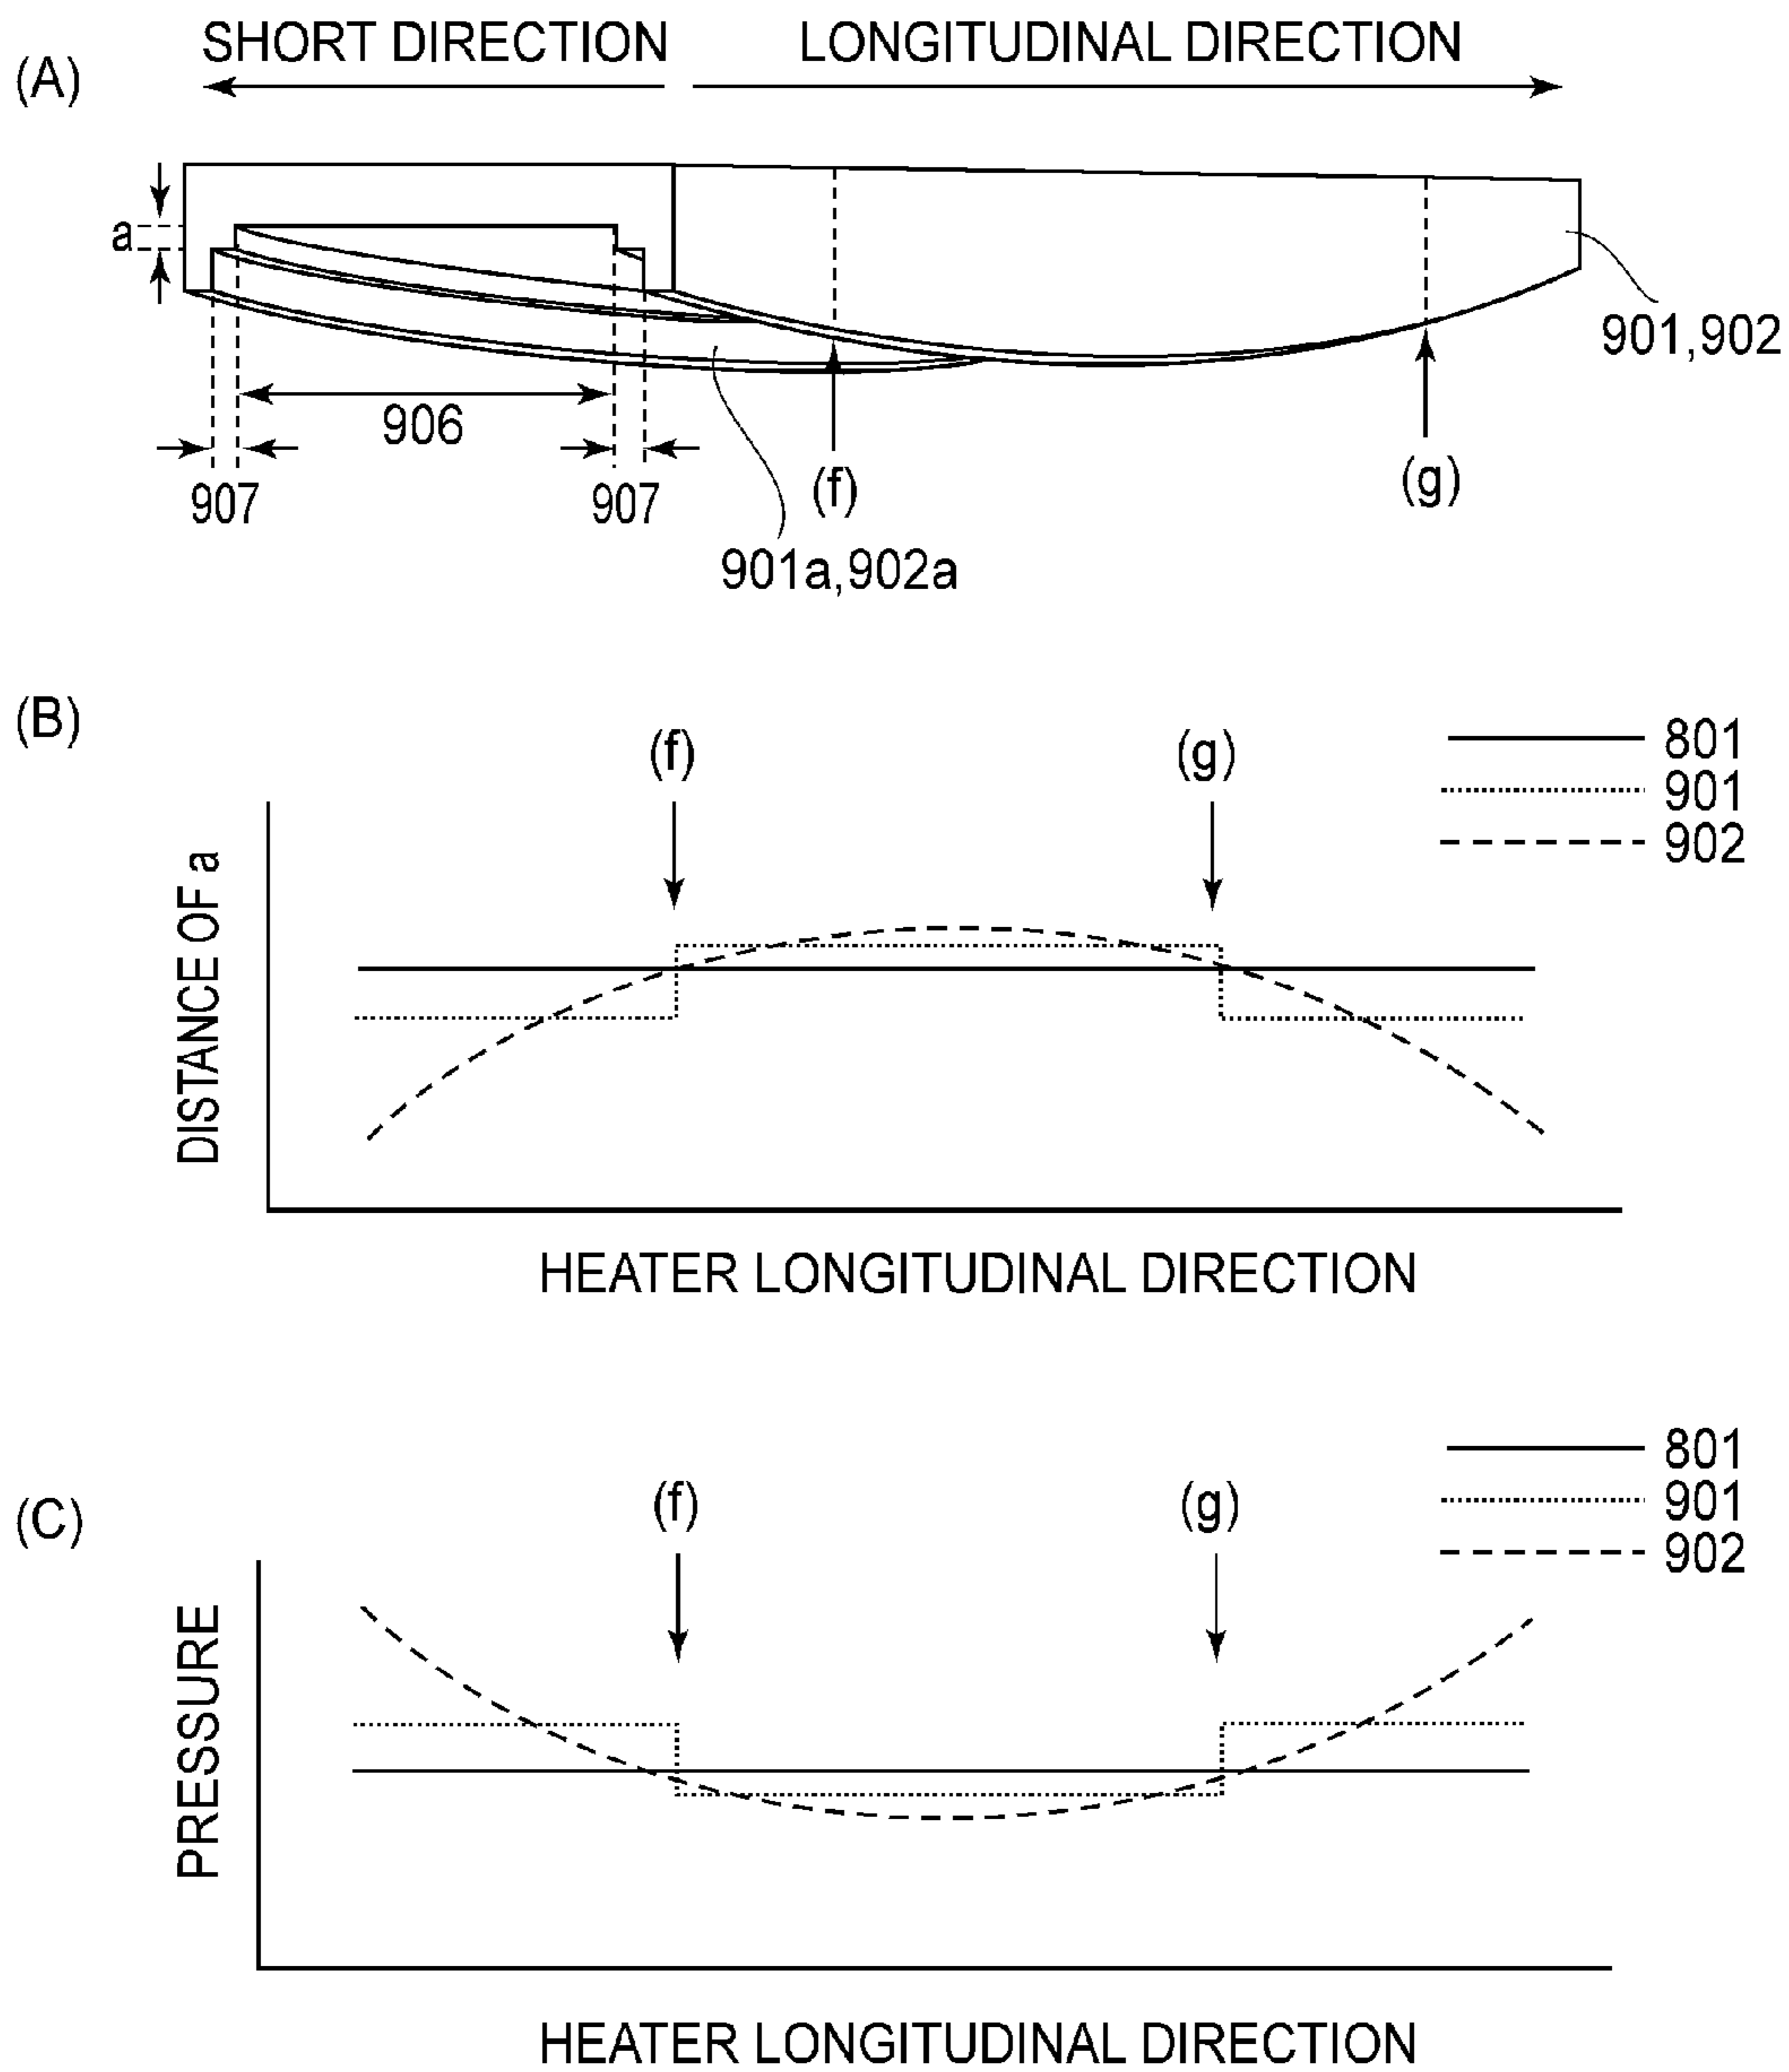 (A)
SHORT DIRECTION
LONGITUDINAL DIRECTION
a
901,902
906
907
907
(f)
(g)
901a,902a
(B)
(f)
(g)
801
901
902
DISTANCE OF a
HEATER LONGITUDINAL DIRECTION
(C)
(f)
(g)
801
901
902
PRESSURE
HEATER LONGITUDINAL DIRECTION